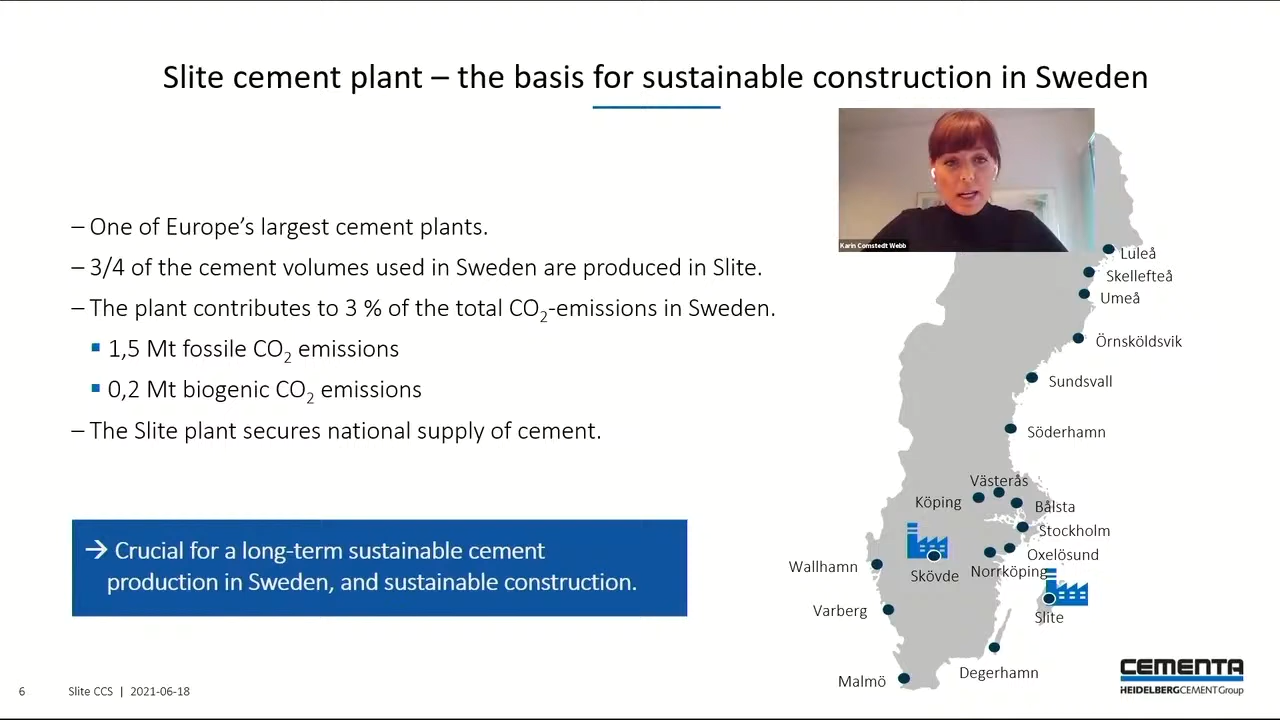 Slite cement plant – the basis for sustainable construction in Sweden
– One of Europe’s largest cement plants.
– 3/4 of the cement volumes used in Sweden are produced in Slite.
– The plant contributes to 3 % of the total CO2-emissions in Sweden.
▪ 1,5 Mt fossile CO2 emissions
▪ 0,2 Mt biogenic CO2 emissions
– The Slite plant secures national supply of cement.
→ Crucial for a long-term sustainable cement
production in Sweden, and sustainable construction.
Karin Comstedt Webb
Luleå
Skellefteå
Umeå
Örnsköldsvik
Sundsvall
Söderhamn
Västerås
Köping
Bålsta
Stockholm
Oxelösund
Wallhamn
Skövde
Norrköping
Varberg
Slite
Degerhamn
Malmö
6
Slite CCS | 2021-06-18
CEMENTA
HEIDELBERGCEMENT Group